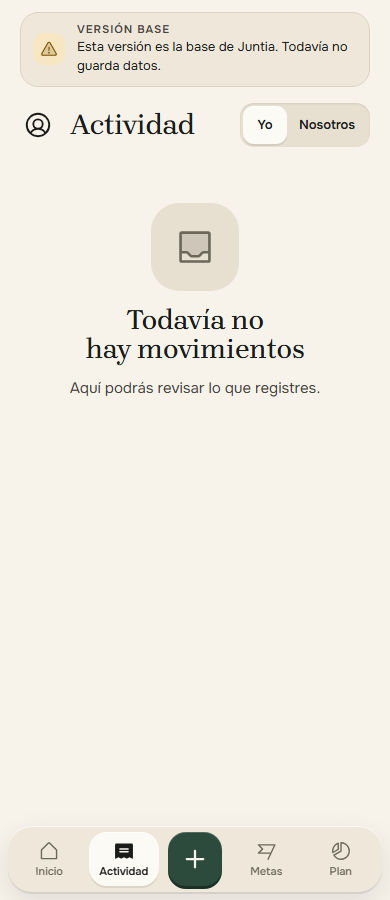 VERSIÓN BASE
Esta versión es la base de Juntia. Todavía no
guarda datos.
Actividad
Yo
Nosotros
Todavía no
hay movimientos
Aquí podrás revisar lo que registres.
Inicio
Actividad
Metas
Plan